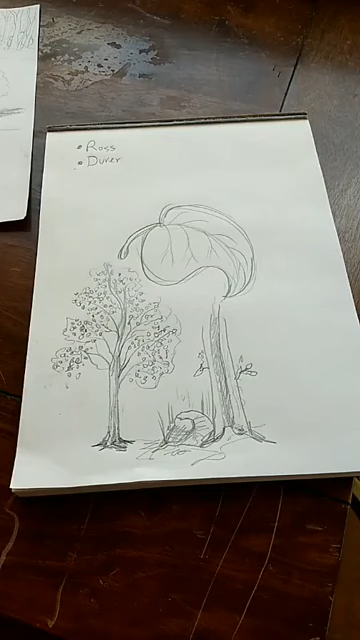 • Ross
• Durer